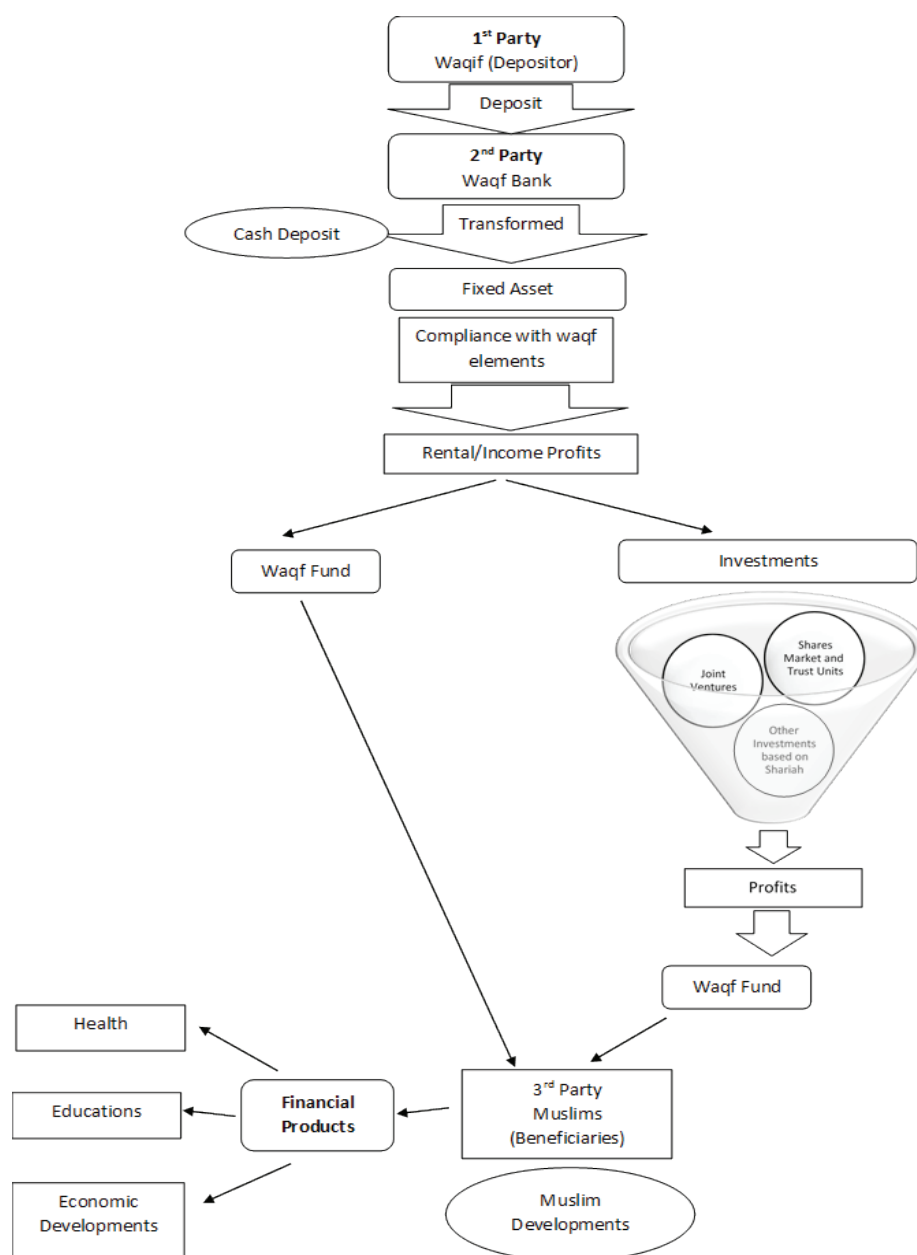 1st Party
Waqif (Depositor)
Deposit
2nd Party
Waqf Bank
Cash Deposit
Transformed
Fixed Asset
Compliance with waqf
elements
Rental/Income Profits
Waqf Fund
Investments
Joint
Ventures
Shares
Market and
Trust Units
Other
Investments
based on
Shariah
Profits
Waqf Fund
Health
Educations
Economic
Developments
Financial
Products
3rd Party
Muslims
(Beneficiaries)
Muslim
Developments